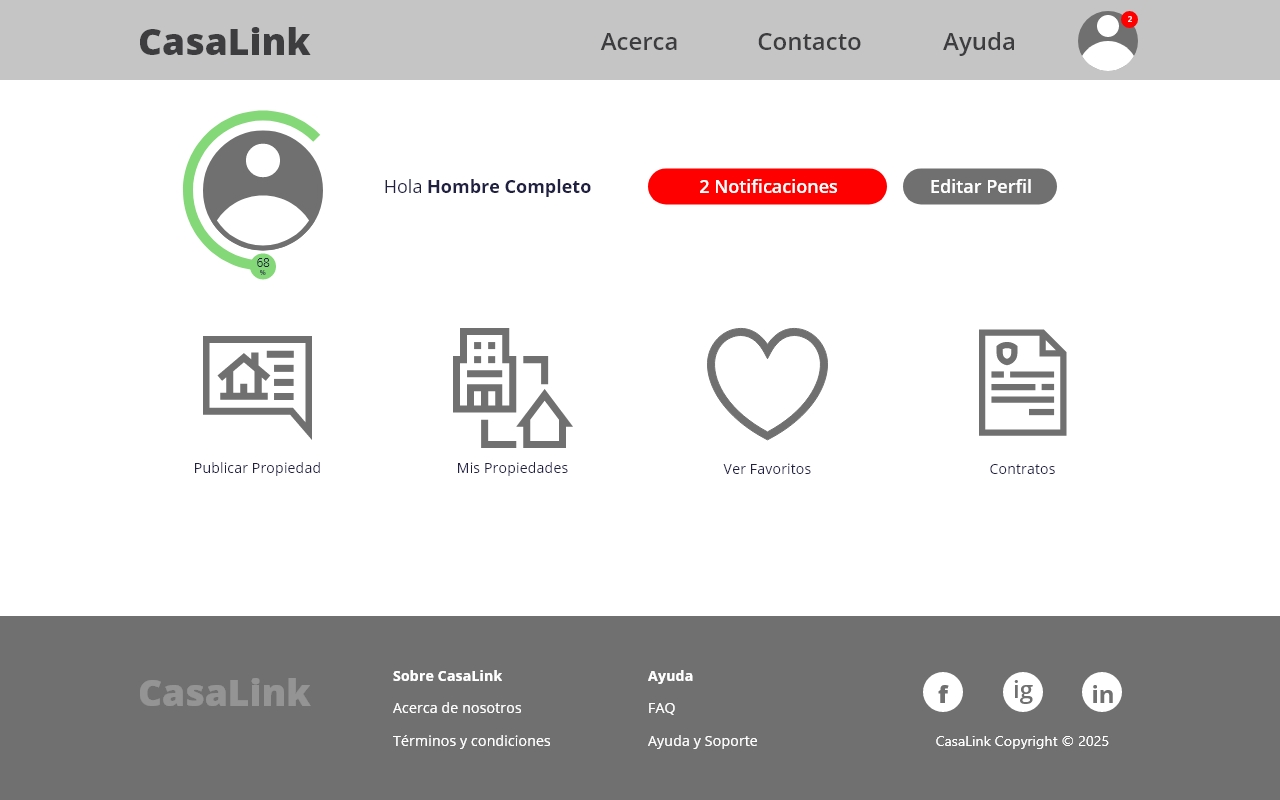 CasaLink
Acerca
Contacto
Ayuda
2
Hola Hombre Completo
2 Notificaciones
Editar Perfil
68
%
Publicar Propiedad
Mis Propiedades
Ver Favoritos
Contratos
CasaLink
Sobre CasaLink
Acerca de nosotros
Términos y condiciones
Ayuda
FAQ
Ayuda y Soporte
f
ig
in
CasaLink Copyright © 2025